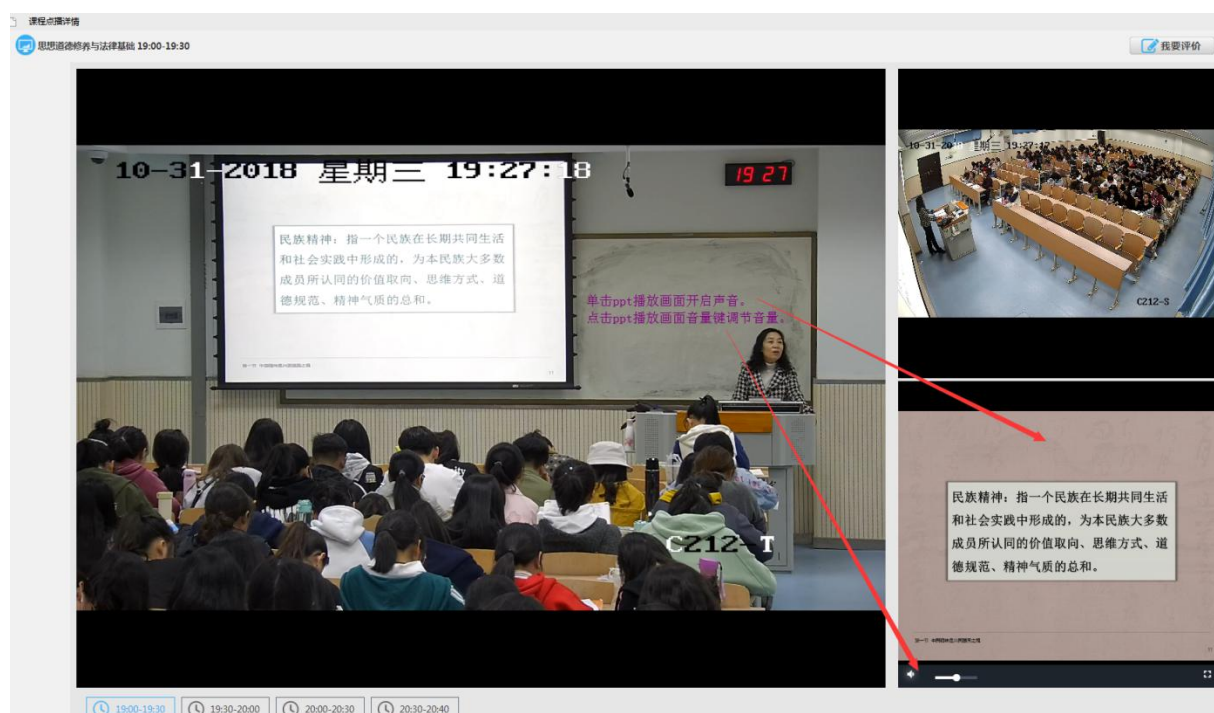 课程点播详情
思想道德修养与法律基础 19:00-19:30
我要评价
10-31-2018 星期三 19:27:18
19 27
民族精神：指一个民族在长期共同生活
和社会实践中形成的，为本民族大多数
成员所认同的价值取向、思维方式、道
德规范、精神气质的总和。
单击ppt播放画面开启声音。
点击ppt播放画面音量键调节音量。
C212-T
星期三 19:27:17
C212-S
民族精神：指一个民族在长期共同生活
和社会实践中形成的，为本民族大多数
成员所认同的价值取向、思维方式、道
德规范、精神气质的总和。
19:00-19:30
19:30-20:00
20:00-20:30
20:30-20:40